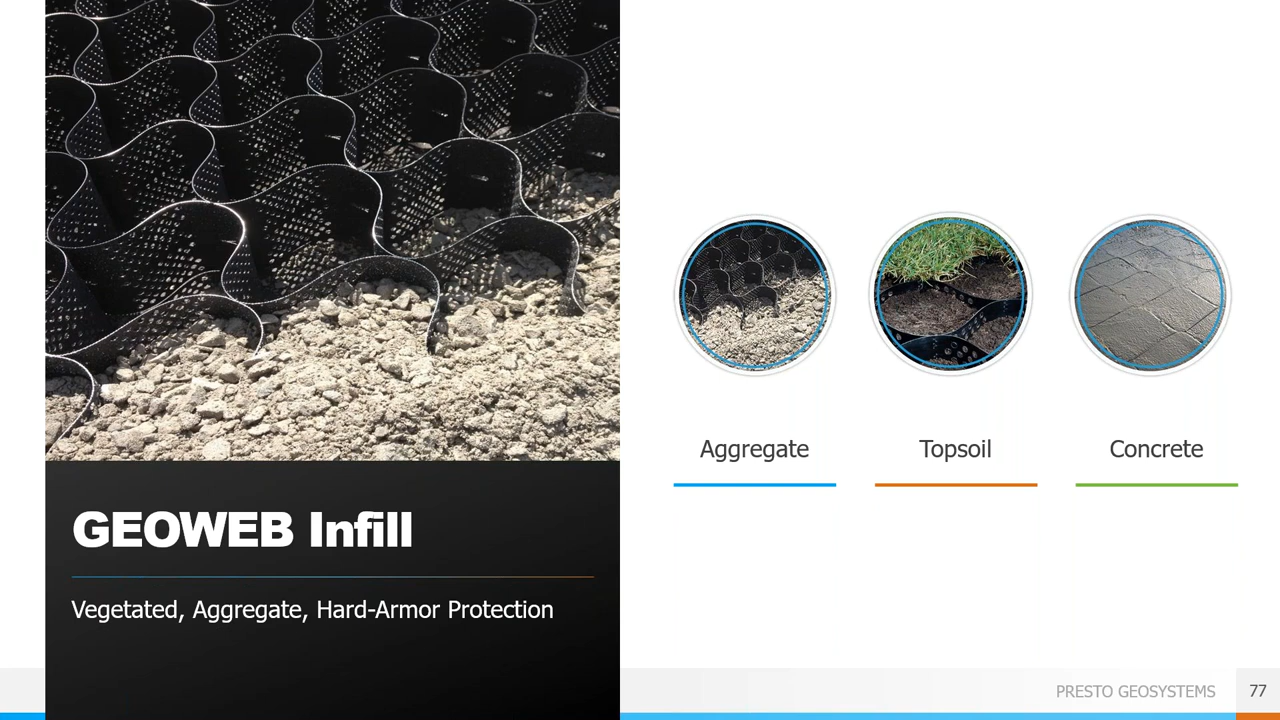 GEOWEB Infill
Vegetated, Aggregate, Hard-Armor Protection
Aggregate
Topsoil
Concrete
PRESTO GEOSYSTEMS
77